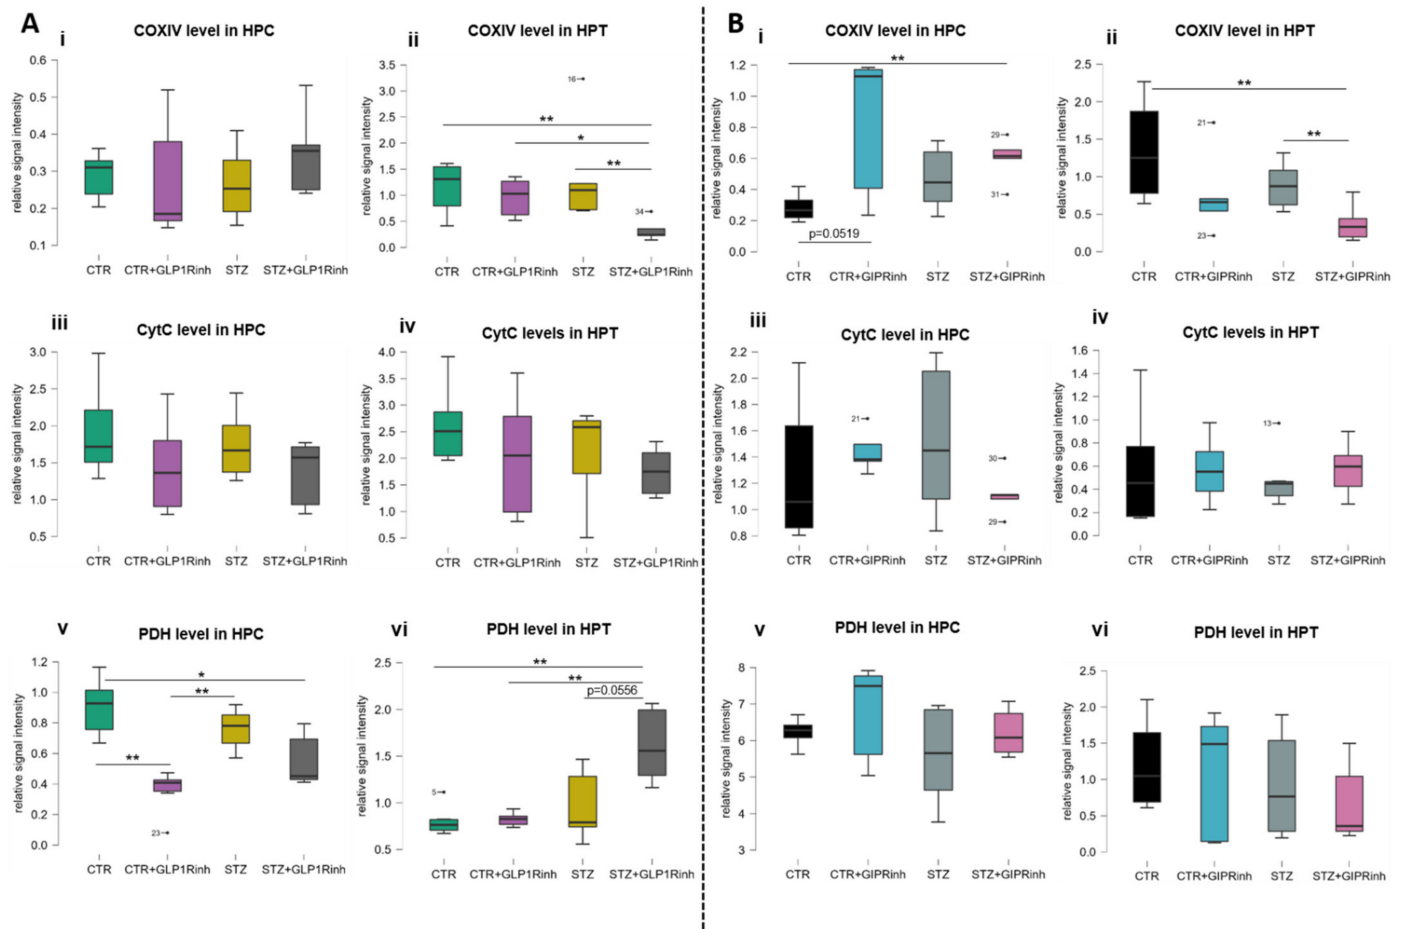 A
i
COXIV level in HPC
relative signal intensity
0.6
0.5
0.4
0.3
0.2
0.1
CTR CTR+GLP1Rinh STZ STZ+GLP1Rinh
ii
COXIV level in HPT
relative signal intensity
3.5
3.0
2.5
2.0
1.5
1.0
0.5
0.0
16
**
*
**
34
CTR CTR+GLP1Rinh STZ STZ+GLP1Rinh
iii
CytC level in HPC
relative signal intensity
3.0
2.5
2.0
1.5
1.0
0.5
CTR CTR+GLP1Rinh STZ STZ+GLP1Rinh
iv
CytC levels in HPT
relative signal intensity
4.0
3.5
3.0
2.5
2.0
1.5
1.0
0.5
CTR CTR+GLP1Rinh STZ STZ+GLP1Rinh
v
PDH level in HPC
relative signal intensity
1.2
1.0
0.8
0.6
0.4
0.2
0.0
*
**
**
23
CTR CTR+GLP1Rinh STZ STZ+GLP1Rinh
vi
PDH level in HPT
relative signal intensity
2.5
2.0
1.5
1.0
0.5
**
**
p=0.0556
5
CTR CTR+GLP1Rinh STZ STZ+GLP1Rinh
B
i
COXIV level in HPC
relative signal intensity
1.2
1.0
0.8
0.6
0.4
0.2
0.0
**
29
31
p=0.0519
CTR CTR+GIPRinh STZ STZ+GIPRinh
ii
COXIV level in HPT
relative signal intensity
2.5
2.0
1.5
1.0
0.5
0.0
**
21
**
23
CTR CTR+GIPRinh STZ STZ+GIPRinh
iii
CytC level in HPC
relative signal intensity
2.2
2.0
1.8
1.6
1.4
1.2
1.0
0.8
21
30
29
CTR CTR+GIPRinh STZ STZ+GIPRinh
iv
CytC level in HPT
relative signal intensity
1.6
1.4
1.2
1.0
0.8
0.6
0.4
0.2
0.0
13
CTR CTR+GIPRinh STZ STZ+GIPRinh
v
PDH level in HPC
relative signal intensity
8
7
6
5
4
3
CTR CTR+GIPRinh STZ STZ+GIPRinh
vi
PDH level in HPT
relative signal intensity
2.5
2.0
1.5
1.0
0.5
0.0
CTR CTR+GIPRinh STZ STZ+GIPRinh